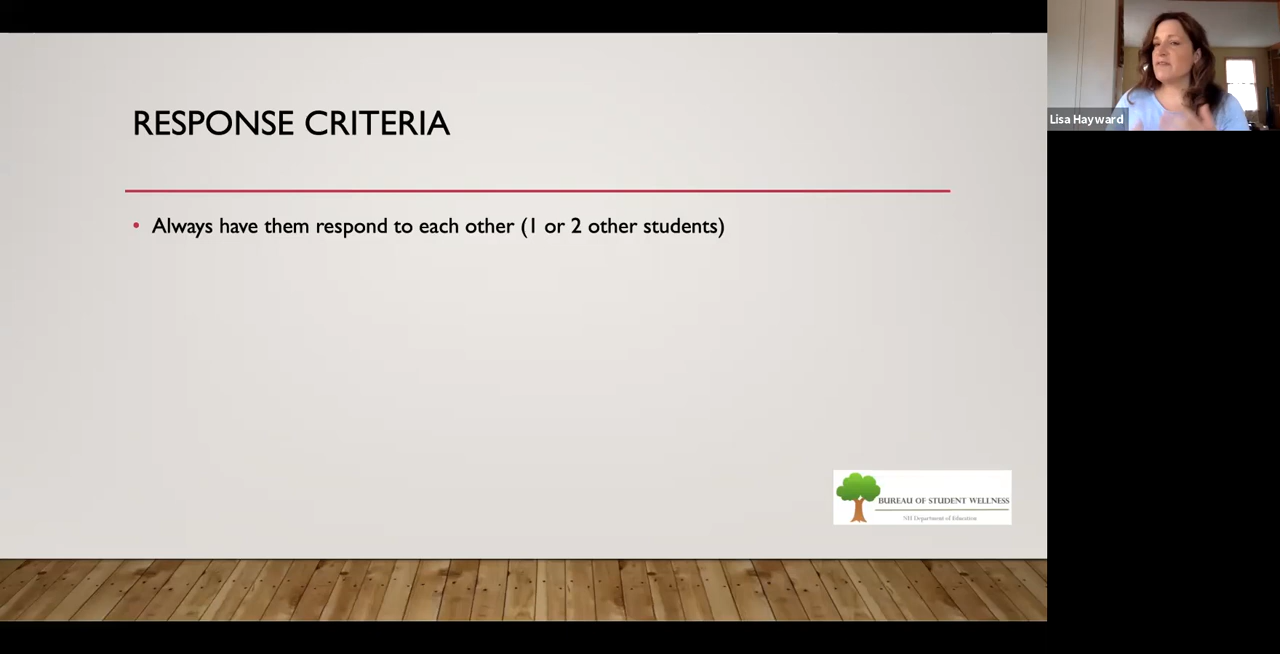 RESPONSE CRITERIA
• Always have them respond to each other (1 or 2 other students)
BUREAU OF STUDENT WELLNESS
NH Department of Education
Lisa Hayward